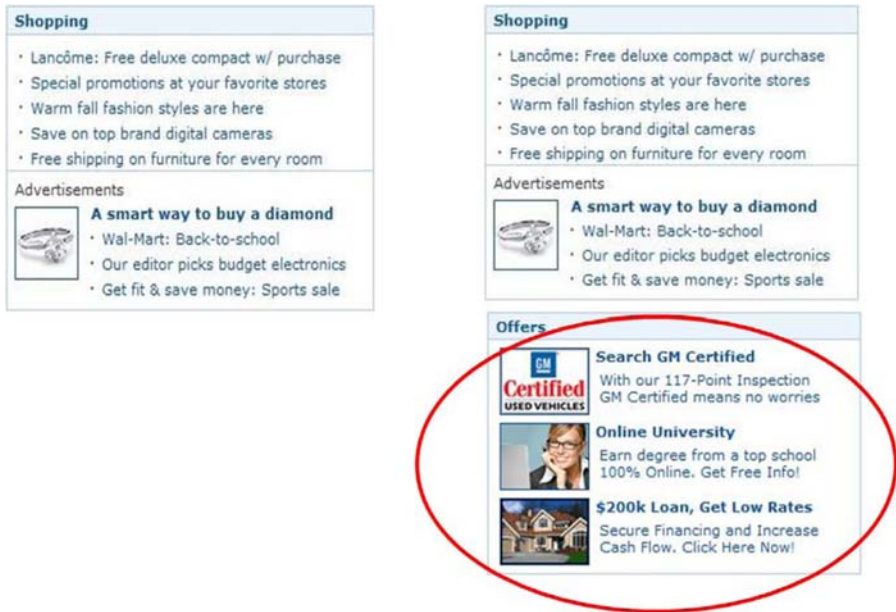 Shopping
· Lancôme: Free deluxe compact w/ purchase
· Special promotions at your favorite stores
· Warm fall fashion styles are here
· Save on top brand digital cameras
· Free shipping on furniture for every room
Advertisements
A smart way to buy a diamond
· Wal-Mart: Back-to-school
· Our editor picks budget electronics
· Get fit & save money: Sports sale
Shopping
· Lancôme: Free deluxe compact w/ purchase
· Special promotions at your favorite stores
· Warm fall fashion styles are here
· Save on top brand digital cameras
· Free shipping on furniture for every room
Advertisements
A smart way to buy a diamond
· Wal-Mart: Back-to-school
· Our editor picks budget electronics
· Get fit & save money: Sports sale
Offers
GM
Certified
USED VEHICLES
Search GM Certified
With our 117-Point Inspection
GM Certified means no worries
Online University
Earn degree from a top school
100% Online. Get Free Info!
$200k Loan, Get Low Rates
Secure Financing and Increase
Cash Flow. Click Here Now!